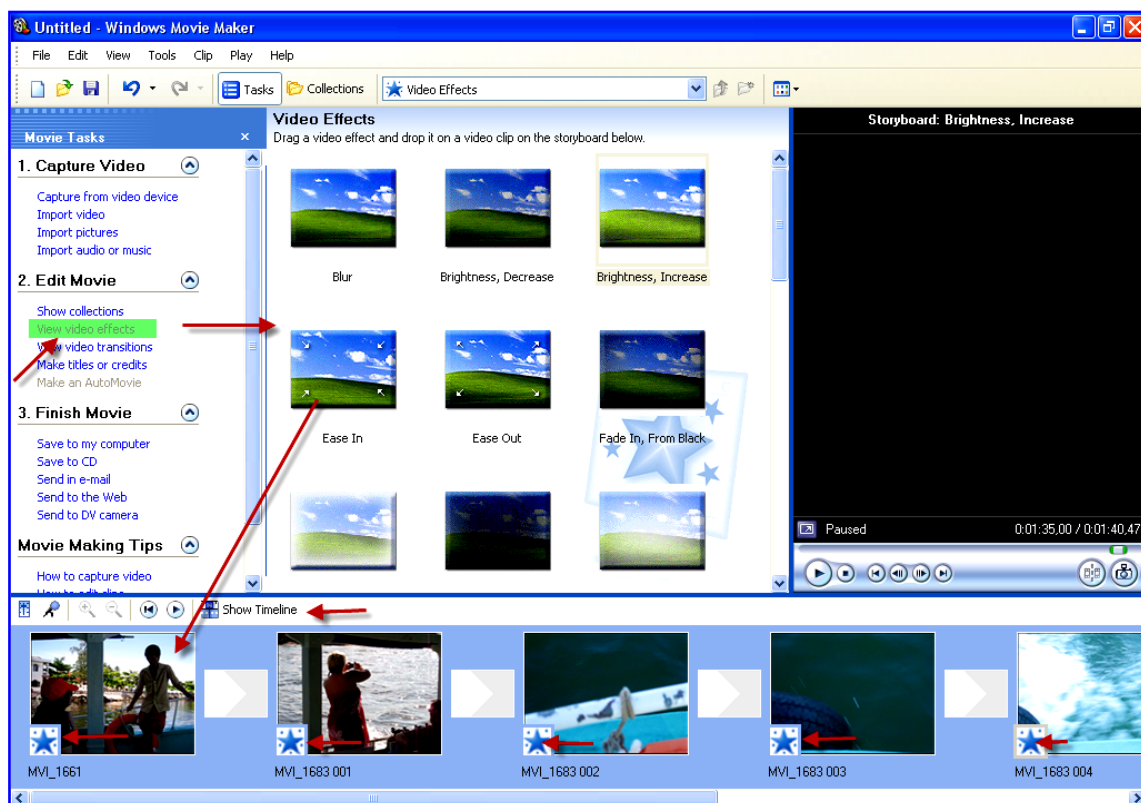 Untitled - Windows Movie Maker
File Edit View Tools Clip Play Help
Tasks Collections Video Effects
Movie Tasks
1. Capture Video
Capture from video device
Import video
Import pictures
Import audio or music
2. Edit Movie
Show collections
View video effects
View video transitions
Make titles or credits
Make an AutoMovie
3. Finish Movie
Save to my computer
Save to CD
Send in e-mail
Send to the Web
Send to DV camera
Movie Making Tips
How to capture video
How to edit clips
Video Effects
Drag a video effect and drop it on a video clip on the storyboard below.
Blur Brightness, Decrease Brightness, Increase
Ease In Ease Out Fade In, From Black
Storyboard: Brightness, Increase
Paused 0:01:35,00 / 0:01:40,47
Show Timeline
MVI_1661 MVI_1683 001 MVI_1683 002 MVI_1683 003 MVI_1683 004